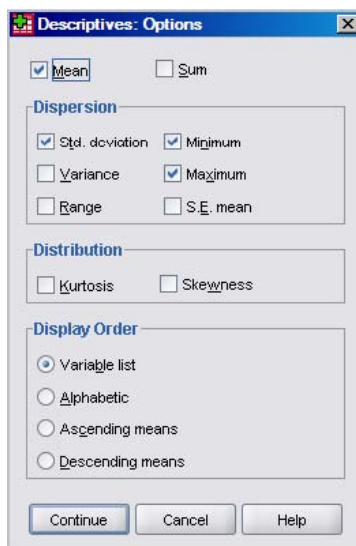 Descriptives: Options
Mean Sum
Dispersion
Std. deviation Minimum
Variance Maximum
Range S.E. mean
Distribution
Kurtosis Skewness
Display Order
Variable list
Alphabetic
Ascending means
Descending means
Continue Cancel Help